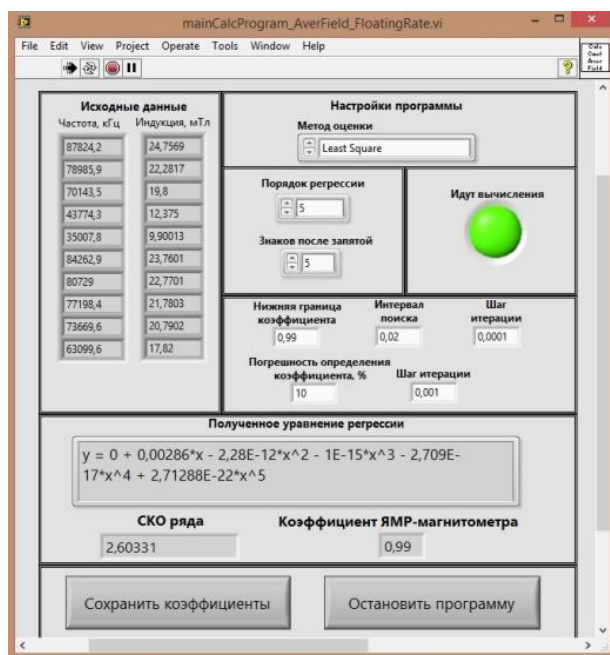 mainCalcProgram_AverField_FloatingRate.vi
File Edit View Project Operate Tools Window Help
Исходные данные
Частота, кГц Индукция, мТл
87824,2 24,7569
78985,9 22,2817
70143,5 19,8
43774,3 12,375
35007,8 9,90013
84262,9 23,7601
80729 22,7701
77198,4 21,7803
73669,6 20,7902
63099,6 17,82
Настройки программы
Метод оценки
Least Square
Порядок регрессии
5
Знаков после запятой
5
Идут вычисления
Нижняя граница
коэффициента
0,99
Интервал
поиска
0,02
Шаг
итерации
0,0001
Погрешность определения
коэффициента, %
10
Шаг итерации
0,001
Полученное уравнение регрессии
y = 0 + 0,00286*x - 2,28E-12*x^2 - 1E-15*x^3 - 2,709E-
17*x^4 + 2,71288E-22*x^5
СКО ряда
2,60331
Коэффициент ЯМР-магнитометра
0,99
Сохранить коэффициенты
Остановить программу